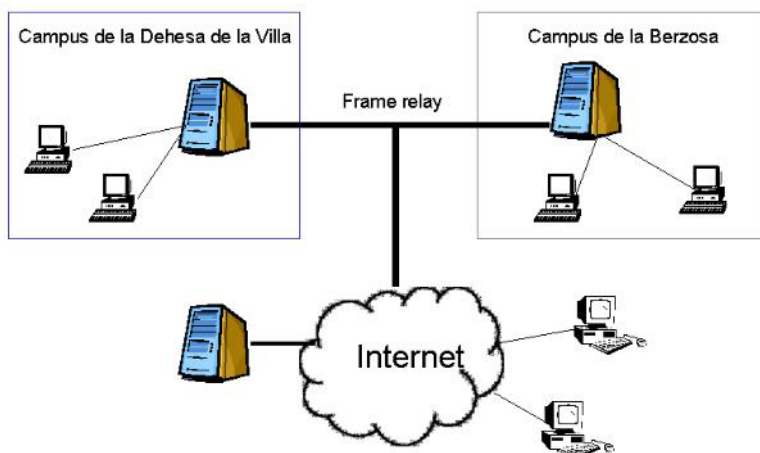 Campus de la Dehesa de la Villa
Campus de la Berzosa
Frame relay
Internet